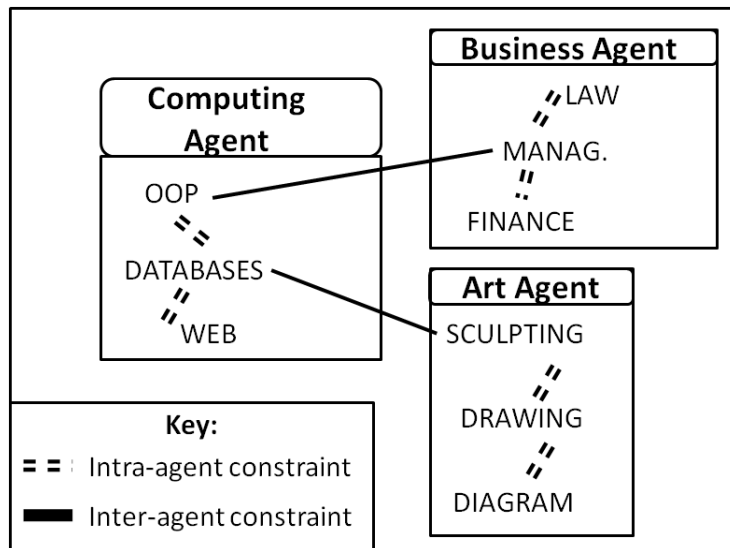 Computing
Agent
OOP
DATABASES
WEB
Business Agent
LAW
MANAG.
FINANCE
Art Agent
SCULPTING
DRAWING
DIAGRAM
Key:
Intra-agent constraint
Inter-agent constraint